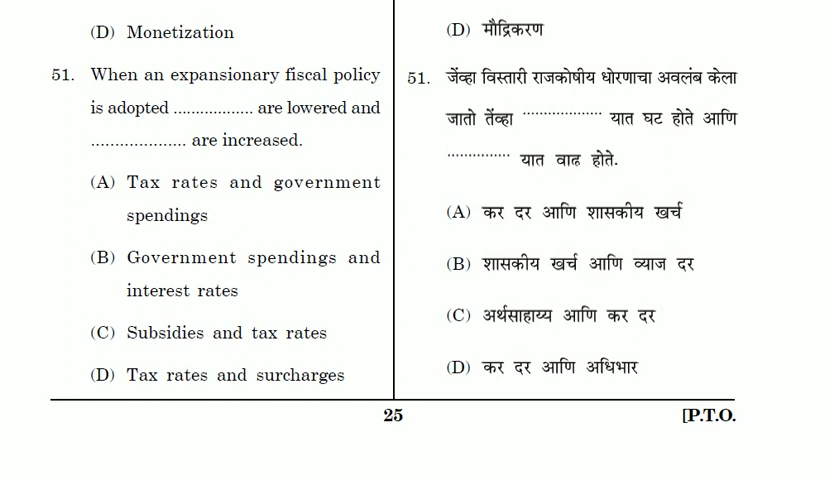 (D) Monetization
51. When an expansionary fiscal policy
is adopted .................. are lowered and
.................... are increased.
(A) Tax rates and government
spendings
(B) Government spendings and
interest rates
(C) Subsidies and tax rates
(D) Tax rates and surcharges
(D) मौद्रिकरण
51. जेंव्हा विस्तारी राजकोषीय धोरणाचा अवलंब केला
जातो तेंव्हा ................... यात घट होते आणि
............... यात वाढ होते.
(A) कर दर आणि शासकीय खर्च
(B) शासकीय खर्च आणि व्याज दर
(C) अर्थसाहाय्य आणि कर दर
(D) कर दर आणि अधिभार
25
[P.T.O.